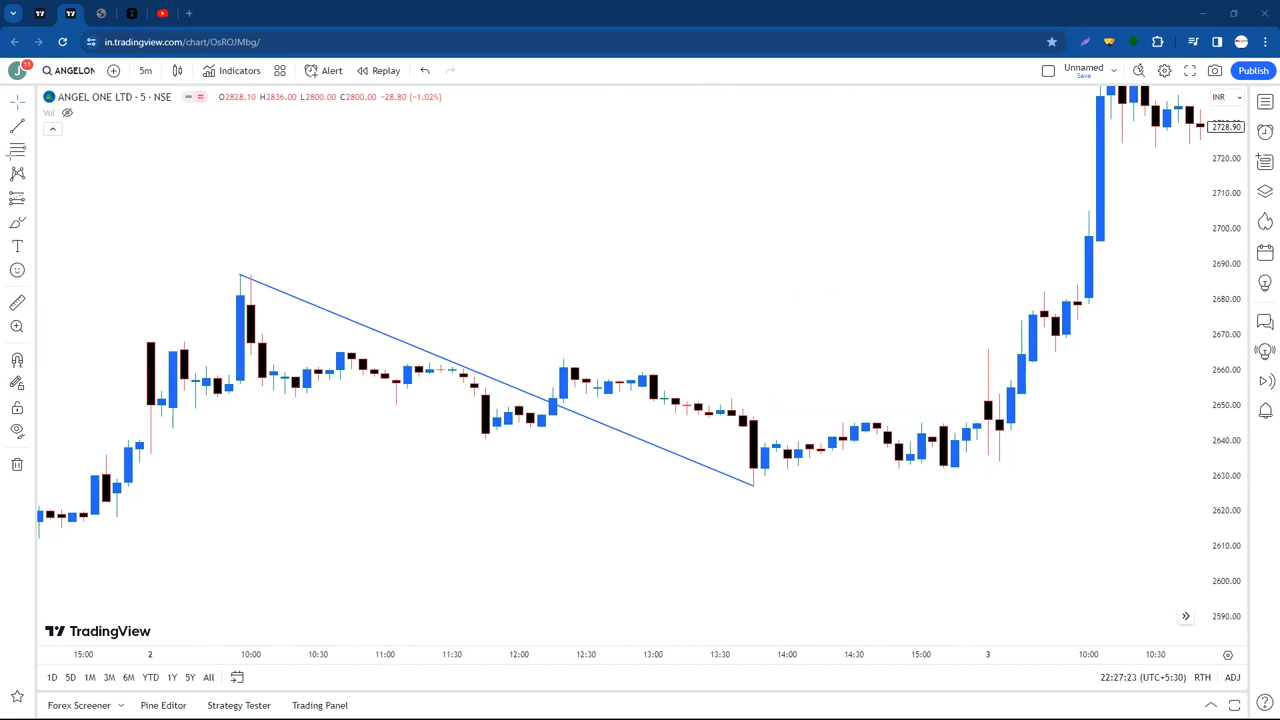 in.tradingview.com/chart/OsROJMbg/
11
ANGELON
5m
Indicators
Alert
Replay
Unnamed
Save
Publish
ANGEL ONE LTD · 5 · NSE
O2828.10 H2836.00 L2800.00 C2800.00 −28.80 (−1.02%)
INR
Vol
2728.90
2720.00
2710.00
2700.00
2690.00
2680.00
2670.00
2660.00
2650.00
2640.00
2630.00
2620.00
2610.00
2600.00
2590.00
TradingView
15:00 2 10:00 10:30 11:00 11:30 12:00 12:30 13:00 13:30 14:00 14:30 15:00 3 10:00 10:30
1D 5D 1M 3M 6M YTD 1Y 5Y All
22:27:23 (UTC+5:30) RTH ADJ
Forex Screener Pine Editor Strategy Tester Trading Panel